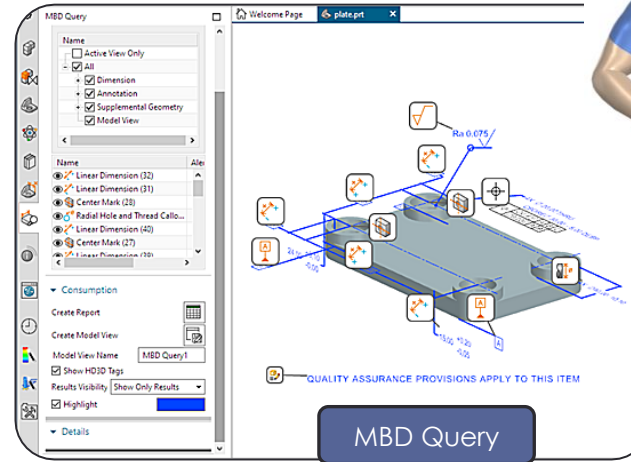 MBD Query
Welcome Page
plate.prt
Name
Active View Only
All
Dimension
Annotation
Supplemental Geometry
Model View
Name
Linear Dimension (32)
Linear Dimension (31)
Center Mark (28)
Radial Hole and Thread Callo...
Linear Dimension (40)
Center Mark (27)
Linear Dimension (39)
Consumption
Create Report
Create Model View
Model View Name MBD Query1
Show HD3D Tags
Results Visibility Show Only Results
Highlight
Details
Ra 0.075
A
A
A
QUALITY ASSURANCE PROVISIONS APPLY TO THIS ITEM
MBD Query